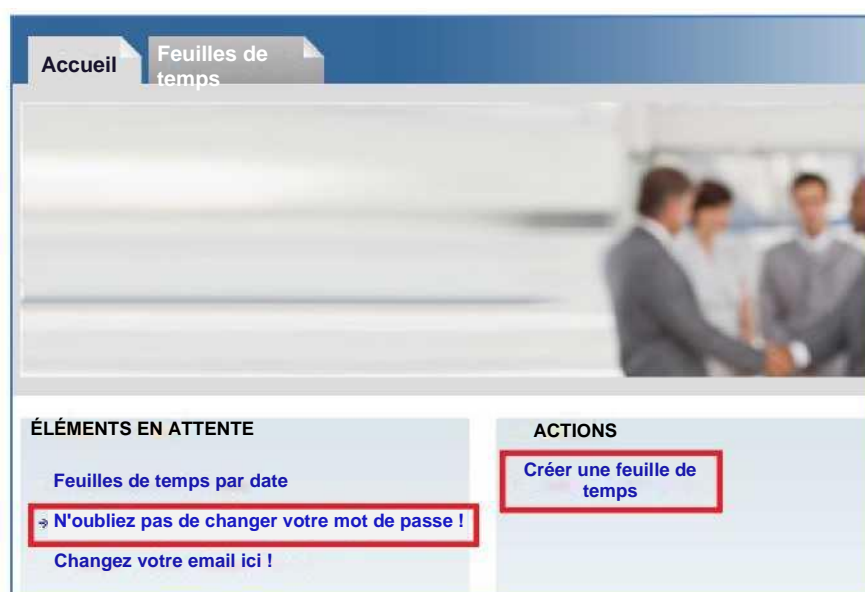 Accueil
Feuilles de
temps
ÉLÉMENTS EN ATTENTE
Feuilles de temps par date
N'oubliez pas de changer votre mot de passe !
Changez votre email ici !
ACTIONS
Créer une feuille de
temps